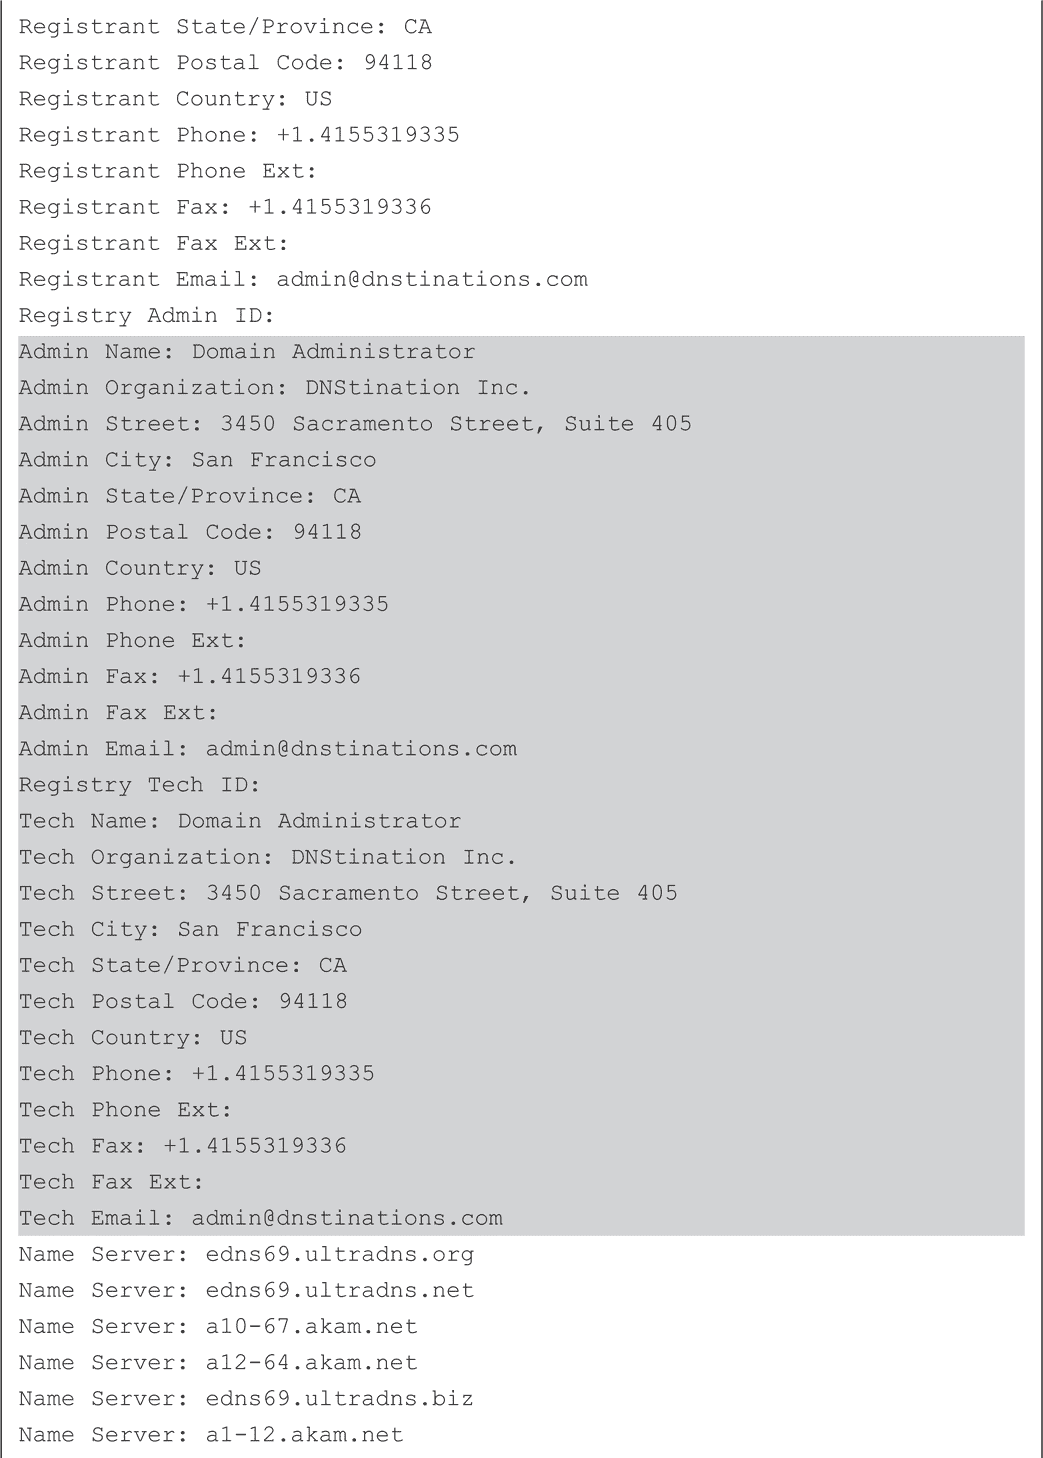 Registrant State/Province: CA
Registrant Postal Code: 94118
Registrant Country: US
Registrant Phone: +1.4155319335
Registrant Phone Ext:
Registrant Fax: +1.4155319336
Registrant Fax Ext:
Registrant Email: admin@dnstinations.com
Registry Admin ID:
Admin Name: Domain Administrator
Admin Organization: DNStination Inc.
Admin Street: 3450 Sacramento Street, Suite 405
Admin City: San Francisco
Admin State/Province: CA
Admin Postal Code: 94118
Admin Country: US
Admin Phone: +1.4155319335
Admin Phone Ext:
Admin Fax: +1.4155319336
Admin Fax Ext:
Admin Email: admin@dnstinations.com
Registry Tech ID:
Tech Name: Domain Administrator
Tech Organization: DNStination Inc.
Tech Street: 3450 Sacramento Street, Suite 405
Tech City: San Francisco
Tech State/Province: CA
Tech Postal Code: 94118
Tech Country: US
Tech Phone: +1.4155319335
Tech Phone Ext:
Tech Fax: +1.4155319336
Tech Fax Ext:
Tech Email: admin@dnstinations.com
Name Server: edns69.ultradns.org
Name Server: edns69.ultradns.net
Name Server: a10-67.akam.net
Name Server: a12-64.akam.net
Name Server: edns69.ultradns.biz
Name Server: a1-12.akam.net